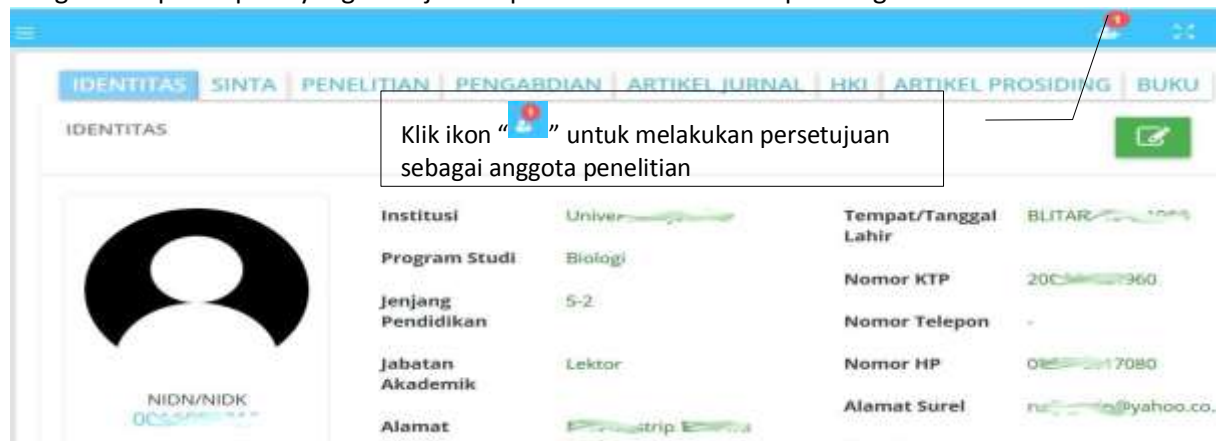 IDENTITAS SINTA PENELITIAN PENGABDIAN ARTIKEL JURNAL HKI ARTIKEL PROSIDING BUKU
IDENTITAS
Klik ikon “ ” untuk melakukan persetujuan
sebagai anggota penelitian
Institusi
Program Studi Biologi
Jenjang Pendidikan S-2
Jabatan Akademik Lektor
Alamat
Tempat/Tanggal Lahir BLITAR
Nomor KTP
Nomor Telepon -
Nomor HP
Alamat Surel
NIDN/NIDK